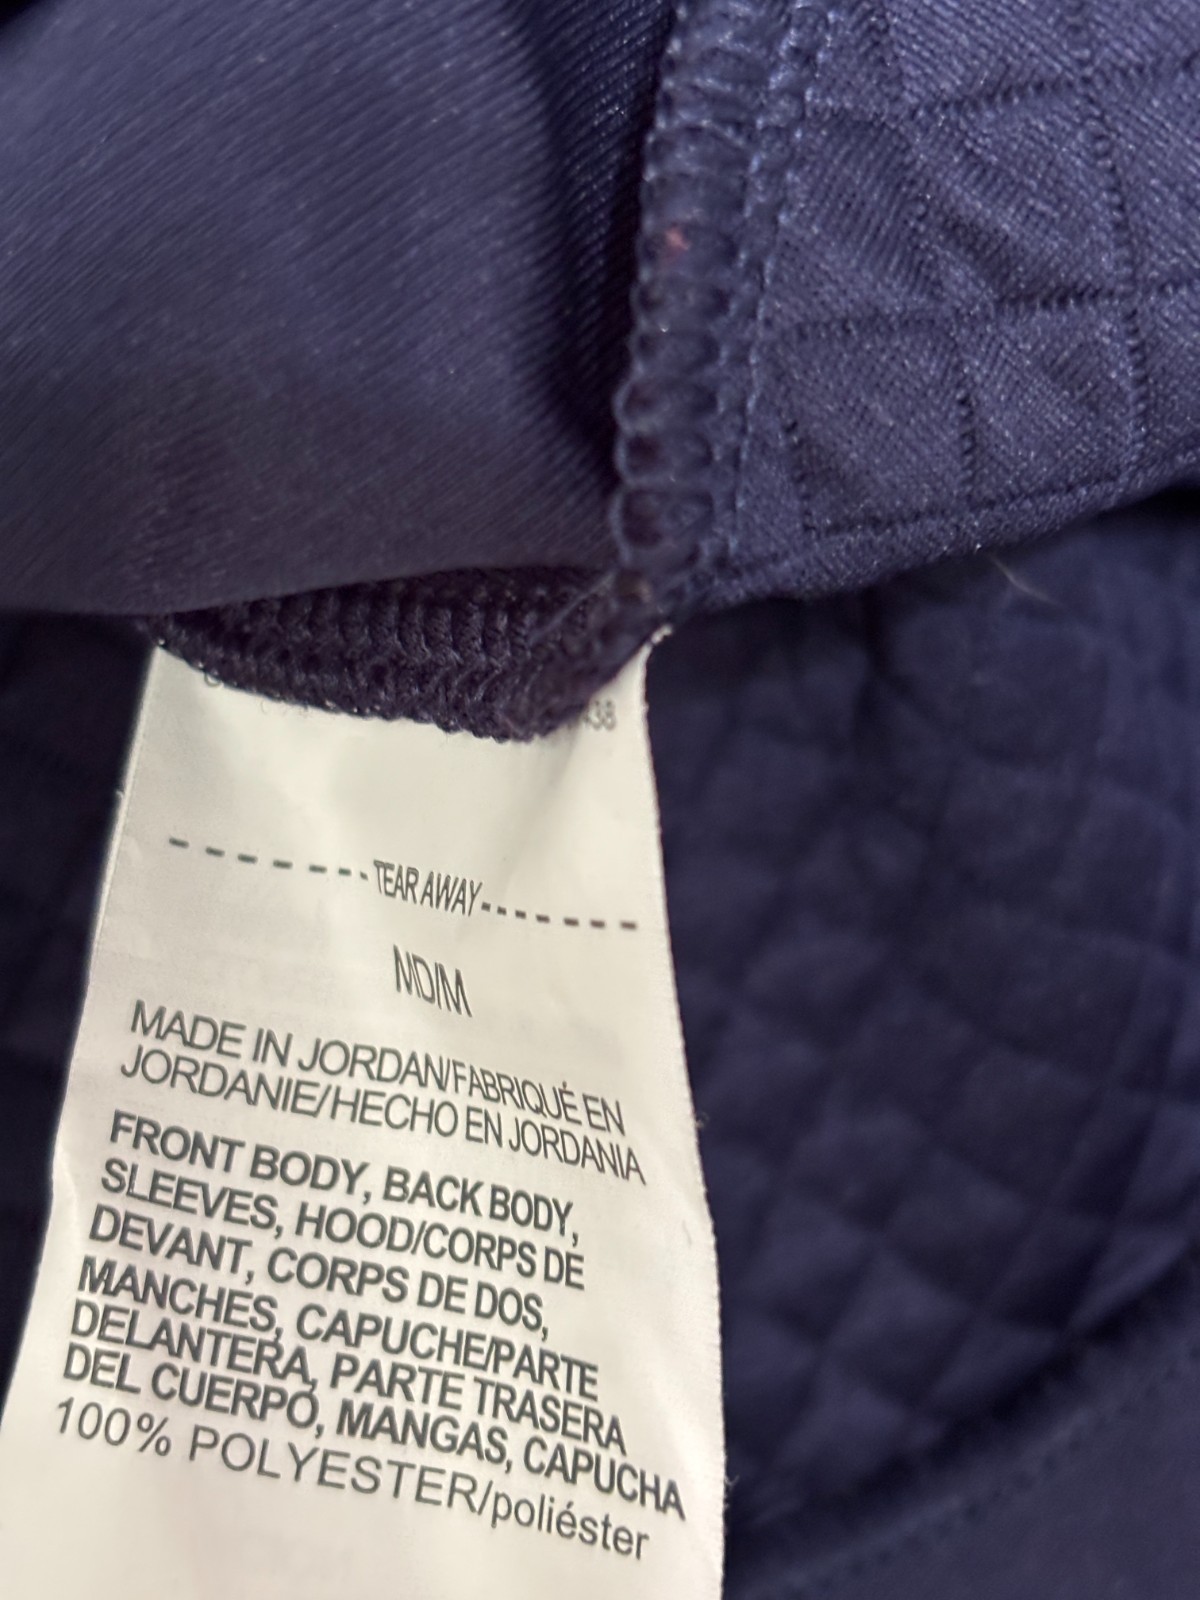 38
TEAR AWAY
MD/M
MADE IN JORDAN/FABRIQUÉ EN
JORDANIE/HECHO EN JORDANIA
FRONT BODY, BACK BODY,
SLEEVES, HOOD/CORPS DE
DEVANT, CORPS DE DOS,
MANCHES, CAPUCHE/PARTE
DELANTERA, PARTE TRASERA
DEL CUERPO, MANGAS, CAPUCHA
100% POLYESTER/poliéster